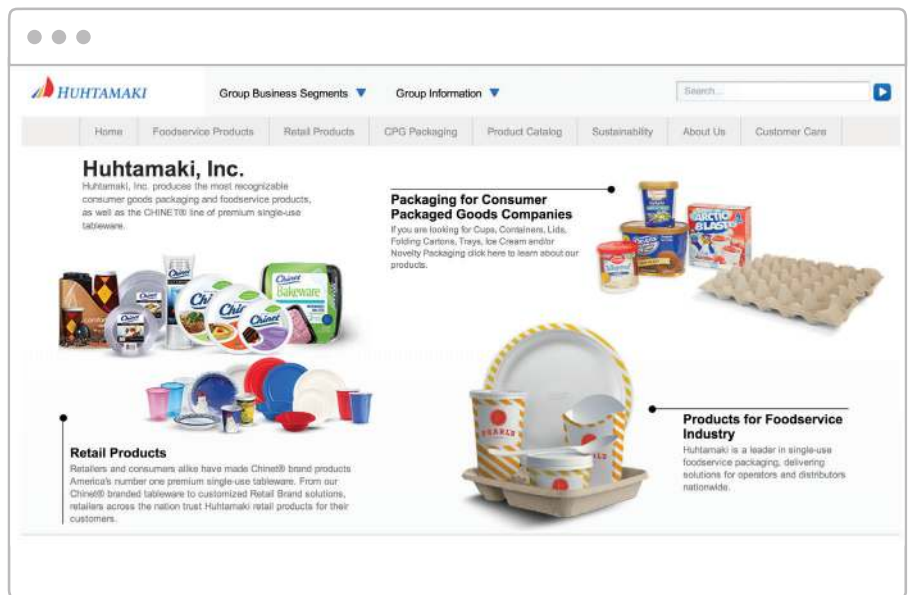 HUHTAMAKI
Group Business Segments
Group Information
Search...
Home
Foodservice Products
Retail Products
CPG Packaging
Product Catalog
Sustainability
About Us
Customer Care
Huhtamaki, Inc.
Huhtamaki, Inc. produces the most recognizable
consumer goods packaging and foodservice products,
as well as the CHINET® line of premium single-use
tableware.
Packaging for Consumer
Packaged Goods Companies
If you are looking for Cups, Containers, Lids,
Folding Cartons, Trays, Ice Cream and/or
Novelty Packaging click here to learn about our
products.
ARCTIC
BLAST
Chinet
Bakeware
Chinet
Chinet
Chinet
PEARLD
Retail Products
Retailers and consumers alike have made Chinet® brand products
America's number one premium single-use tableware. From our
Chinet® branded tableware to customized Retail Brand solutions,
retailers across the nation trust Huhtamaki retail products for their
customers.
Products for Foodservice
Industry
Huhtamaki is a leader in single-use
foodservice packaging, delivering
solutions for operators and distributors
nationwide.